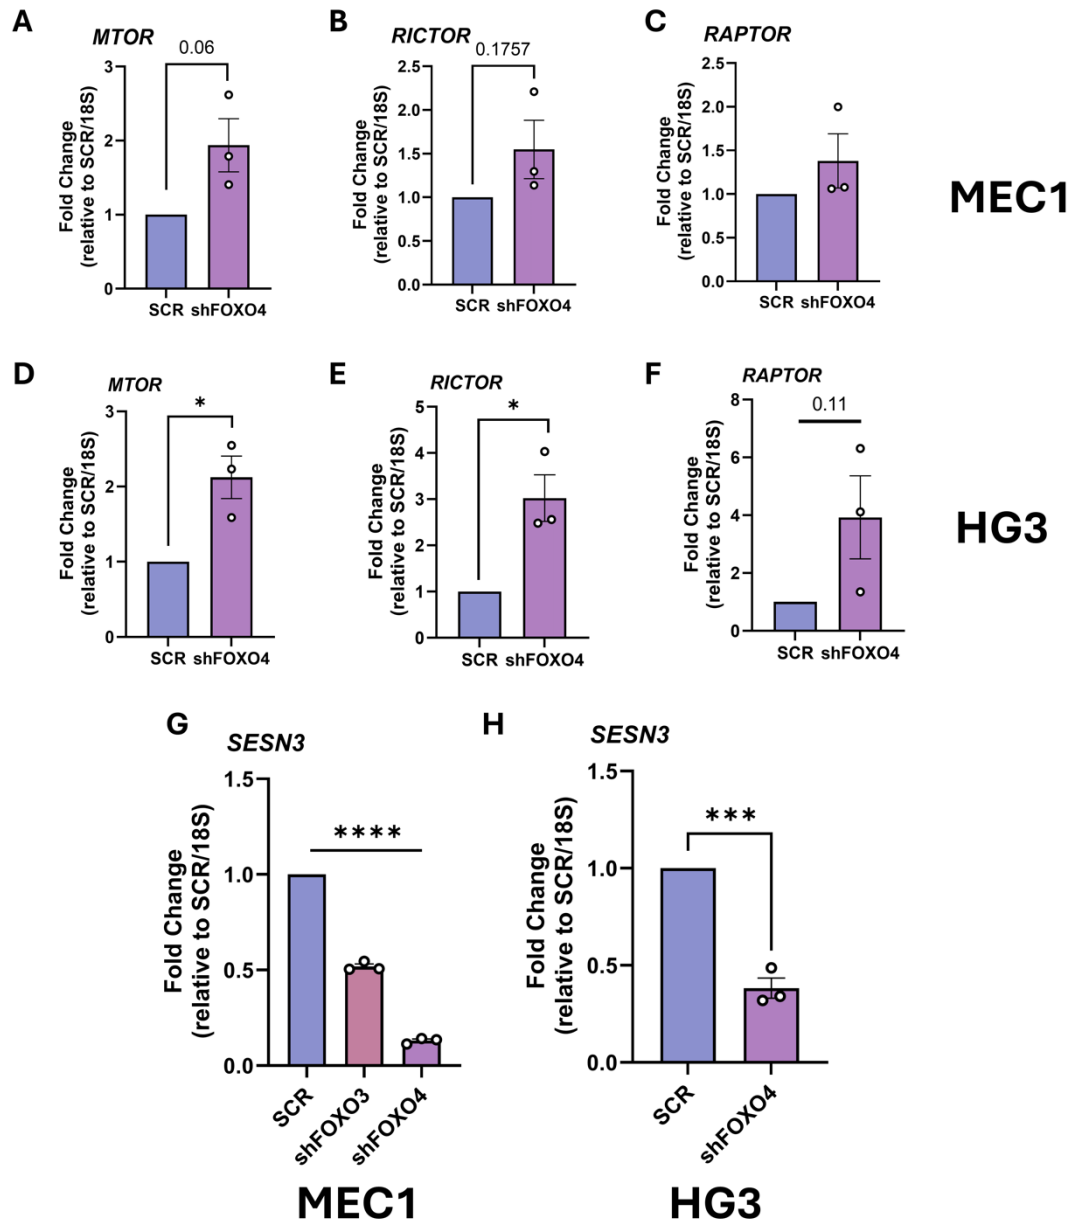 A
MTOR
0.06
Fold Change
(relative to SCR/18S)
3
2
1
0
SCR shFOXO4
B
RICTOR
0.1757
Fold Change
(relative to SCR/18S)
2.5
2.0
1.5
1.0
0.5
0.0
SCR shFOXO4
C
RAPTOR
Fold Change
(relative to SCR/18S)
2.5
2.0
1.5
1.0
0.5
0.0
SCR shFOXO4
MEC1
D
MTOR
*
Fold Change
(relative to SCR/18S)
3
2
1
0
SCR shFOXO4
E
RICTOR
*
Fold Change
(relative to SCR/18S)
5
4
3
2
1
0
SCR shFOXO4
F
RAPTOR
0.11
Fold Change
(relative to SCR/18S)
8
6
4
2
0
SCR shFOXO4
HG3
G
SESN3
****
Fold Change
(relative to SCR/18S)
1.5
1.0
0.5
0.0
SCR
shFOXO3
shFOXO4
MEC1
H
SESN3
***
Fold Change
(relative to SCR/18S)
1.5
1.0
0.5
0.0
SCR
shFOXO4
HG3